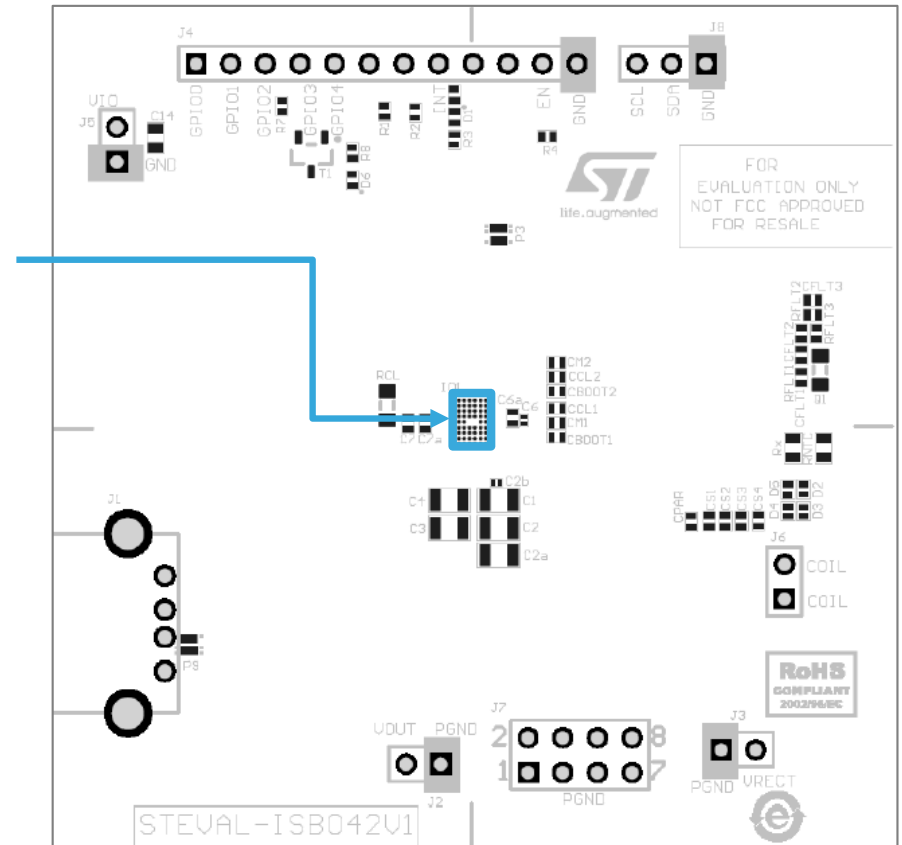 J4
J8
GPIO0
GPIO1
GPIO2
GPIO3
GPIO4
INT
EN
GND
SCL
SDA
GND
VIO
J5
C14
GND
R7
R1
R2
D1
R3
R4
T1
R8
D6
life.augmented
FOR
EVALUATION ONLY
NOT FCC APPROVED
FOR RESALE
P3
CFLT3
RFLT2
RFLT3
CFLT2
RFLT1
CFLT1
Q1
RCL
C7
C7a
C6a
C6
CM2
CCL2
CBOOT2
CCL1
CM1
CBOOT1
Rx
RNTC
C2b
C4
C1
C3
C2
C2a
CPAR
CS1
CS2
CS3
CS4
D5
D2
D4
D3
J1
J6
COIL
COIL
RoHS
COMPLIANT
2002/95/EC
VOUT
PGND
J2
J7
2
8
1
7
PGND
J3
PGND
VRECT
STEVAL-ISB042V1